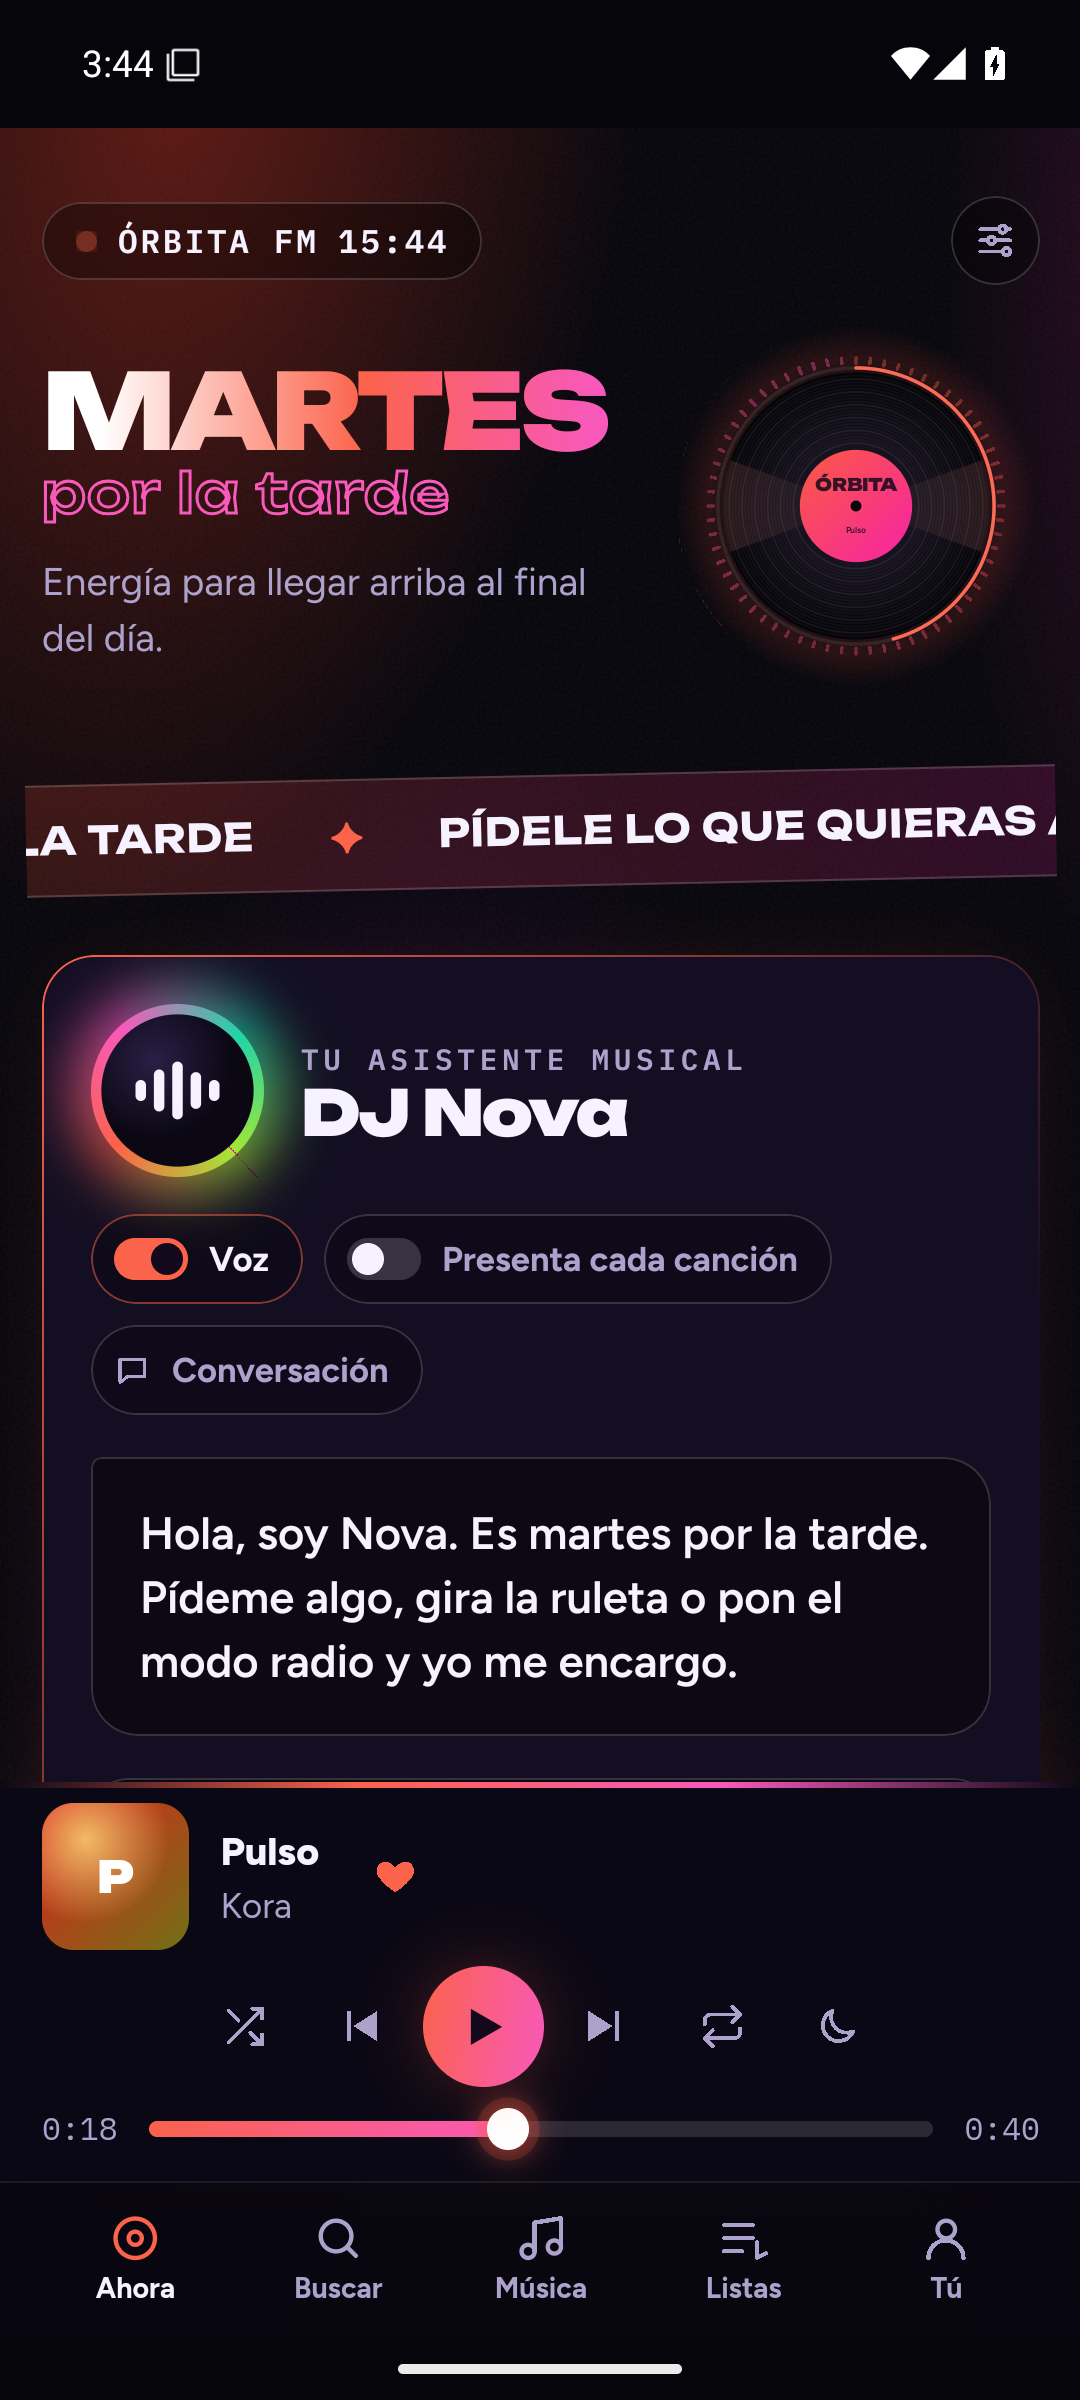 3:44
ÓRBITA FM 15:44
MARTES
por la tarde
Energía para llegar arriba al final
del día.
ÓRBITA
Pulso
LA TARDE ✦ PÍDELE LO QUE QUIERAS
TU ASISTENTE MUSICAL
DJ Nova
Voz
Presenta cada canción
Conversación
Hola, soy Nova. Es martes por la tarde.
Pídeme algo, gira la ruleta o pon el
modo radio y yo me encargo.
P
Pulso
Kora
0:18
0:40
Ahora
Buscar
Música
Listas
Tú